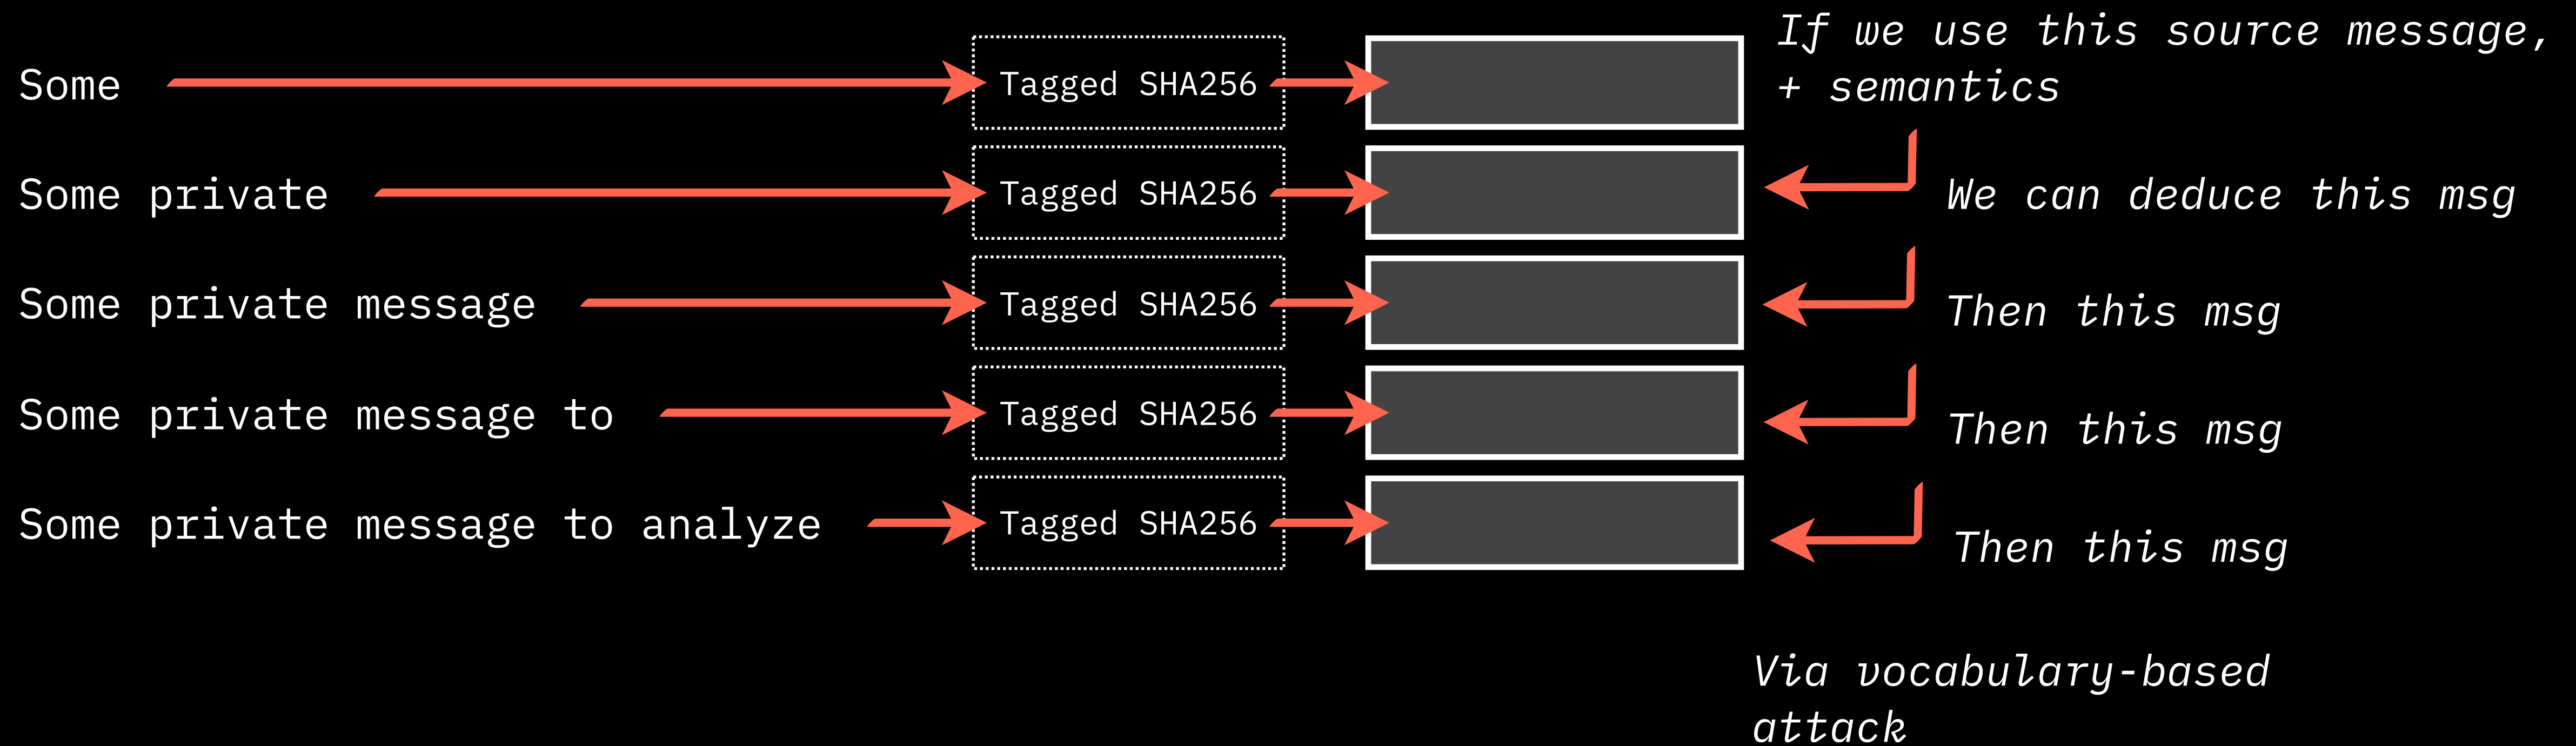 If we use this source message,
+ semantics
Some
Tagged SHA256
Some private
Tagged SHA256
We can deduce this msg
Some private message
Tagged SHA256
Then this msg
Some private message to
Tagged SHA256
Then this msg
Some private message to analyze
Tagged SHA256
Then this msg
Via vocabulary-based
attack